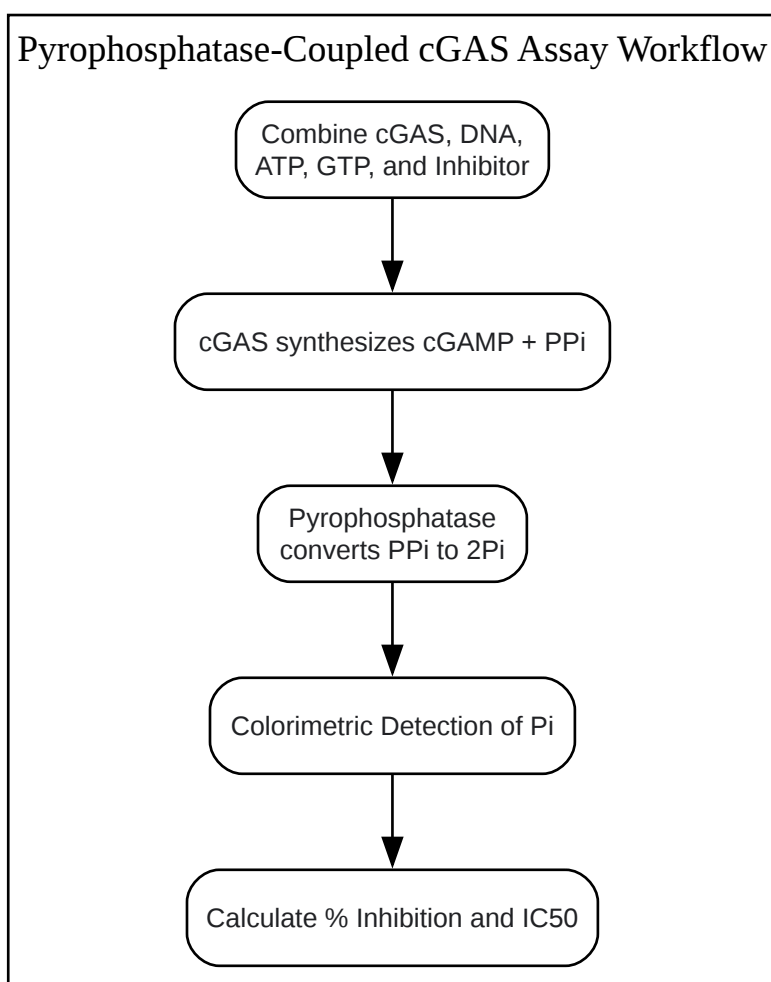 Pyrophosphatase-Coupled cGAS Assay Workflow
Combine cGAS, DNA,
ATP, GTP, and Inhibitor
cGAS synthesizes cGAMP + PPi
Pyrophosphatase
converts PPi to 2Pi
Colorimetric Detection of Pi
Calculate % Inhibition and IC50